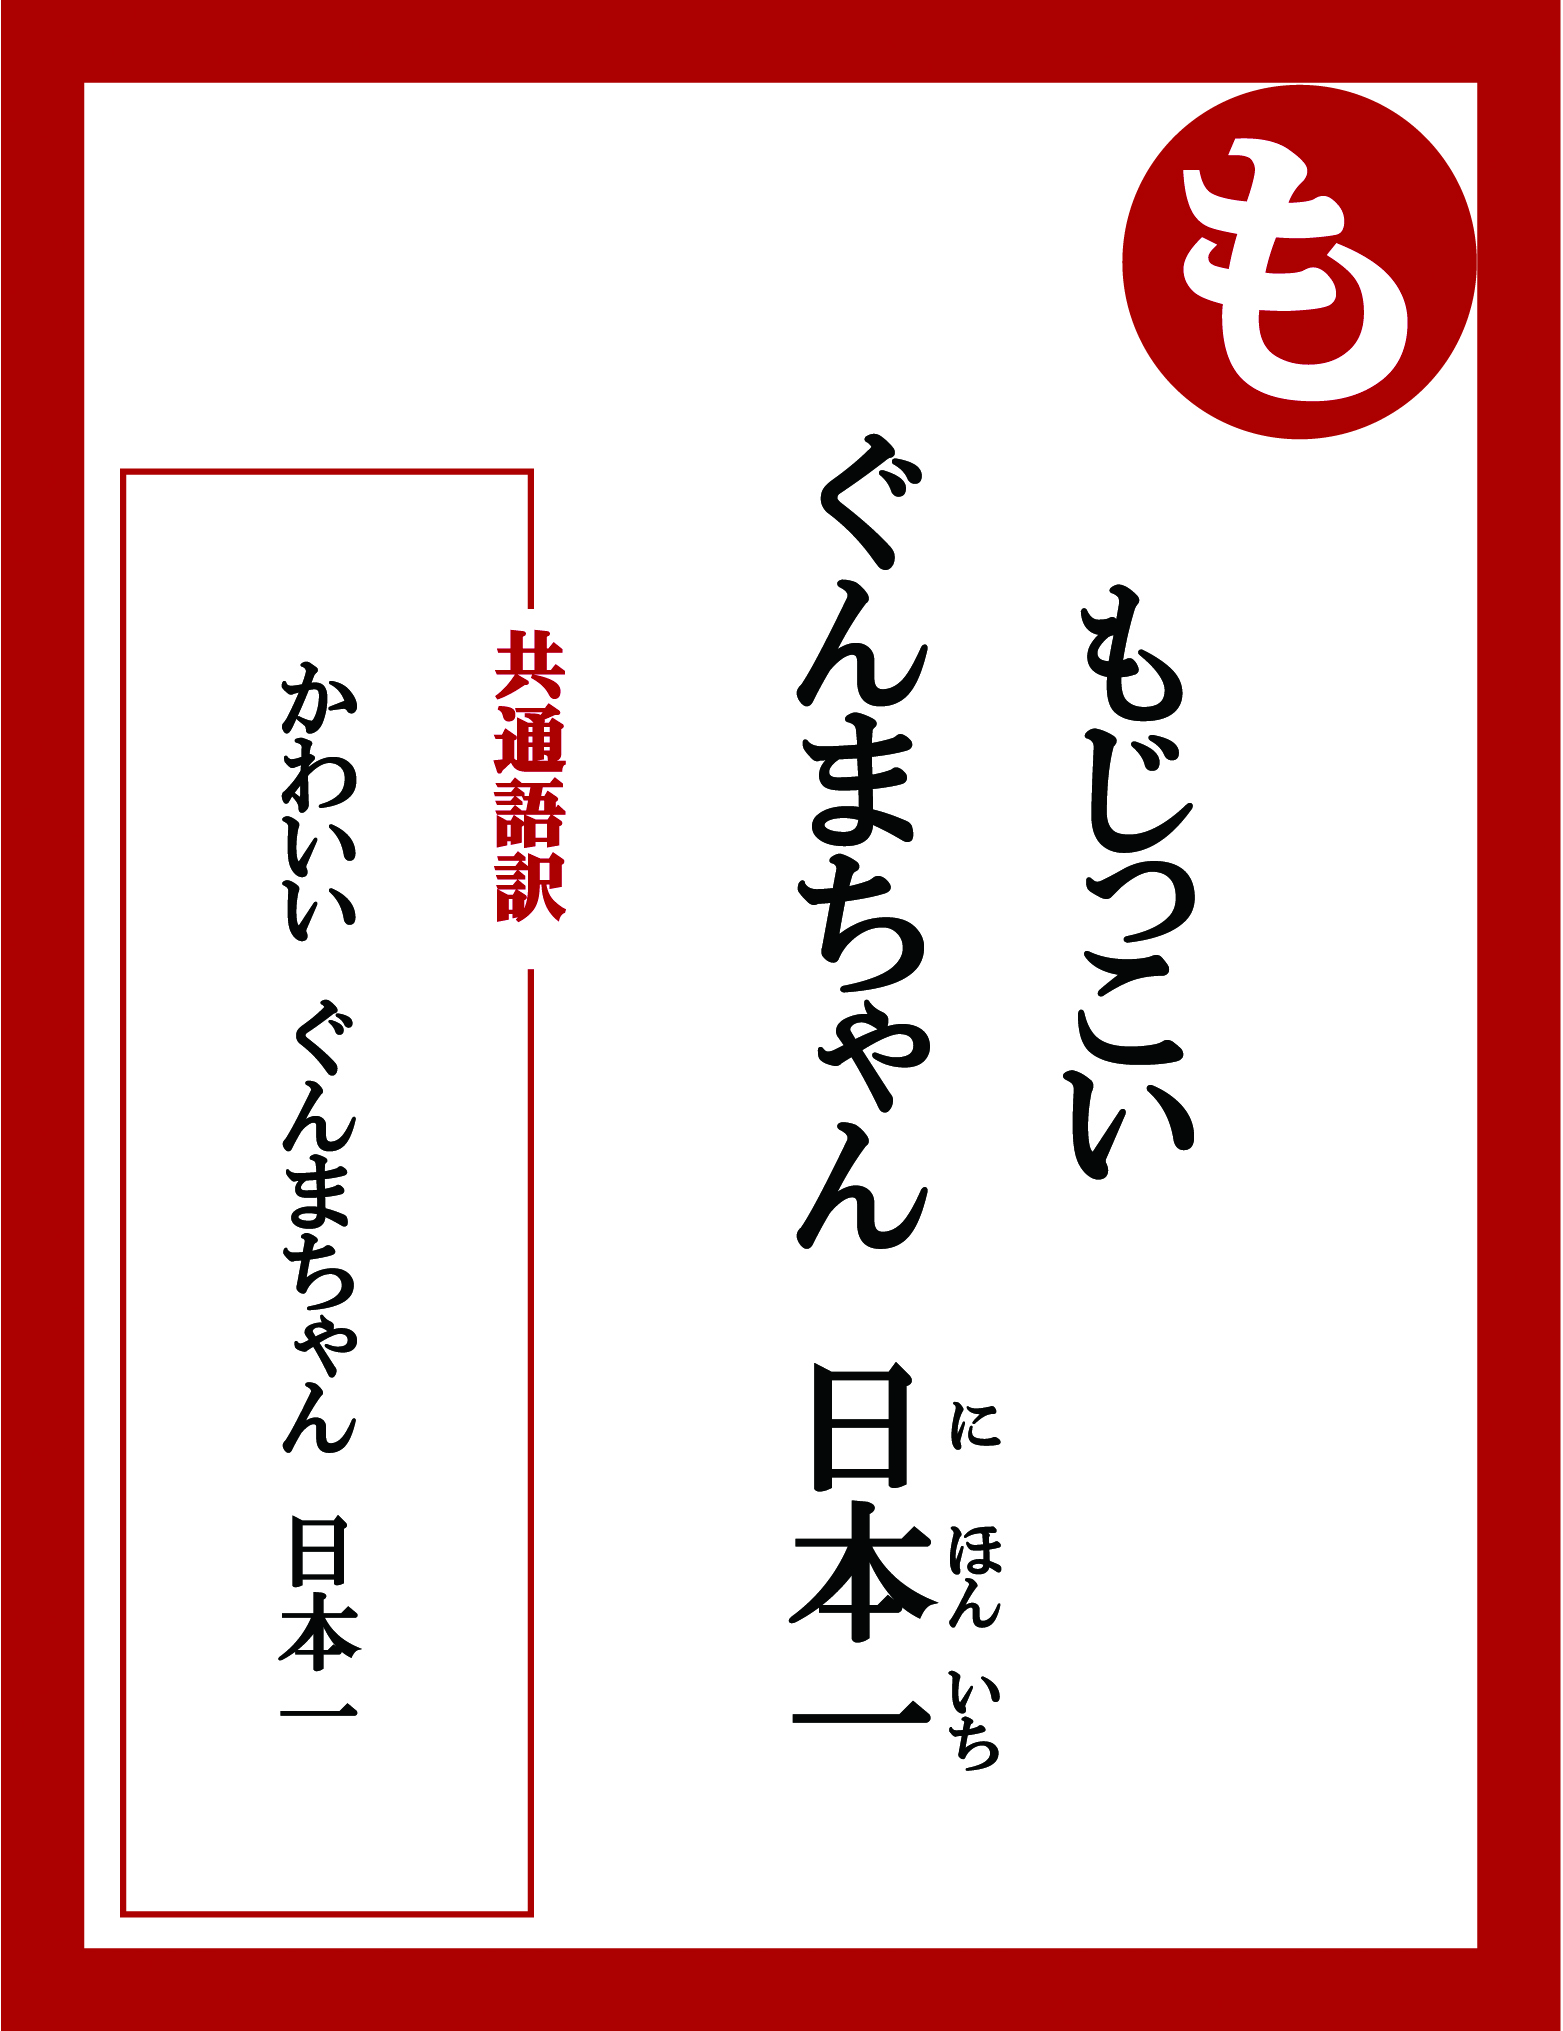 も
もじっこい
ぐんまちゃん 日本一
に ほん いち
共通語訳
かわいい ぐんまちゃん 日本一